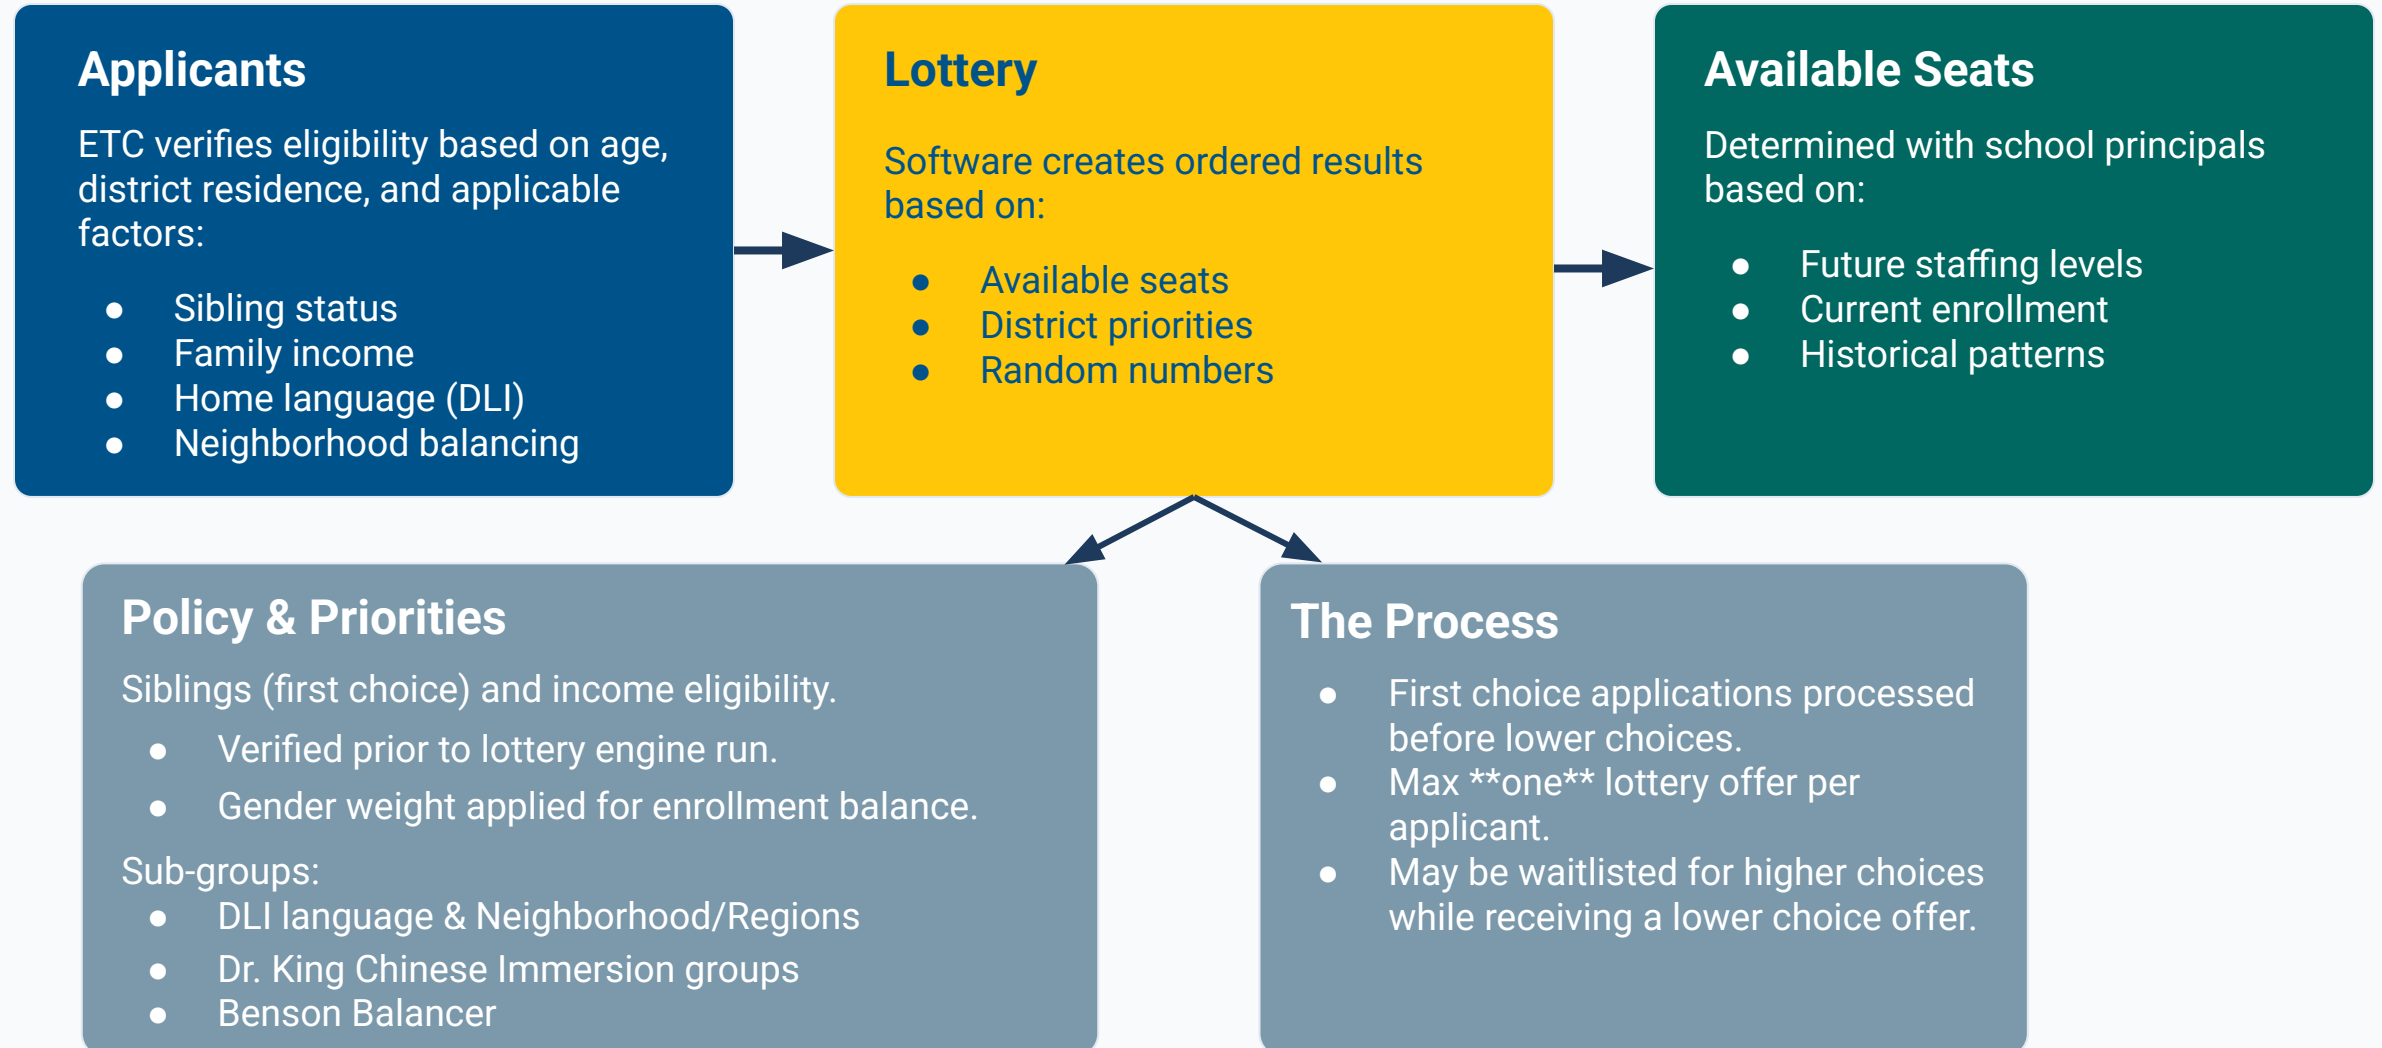 Applicants
ETC verifies eligibility based on age,
district residence, and applicable
factors:
● Sibling status
● Family income
● Home language (DLI)
● Neighborhood balancing
Lottery
Software creates ordered results
based on:
● Available seats
● District priorities
● Random numbers
Available Seats
Determined with school principals
based on:
● Future staffing levels
● Current enrollment
● Historical patterns
Policy & Priorities
Siblings (first choice) and income eligibility.
● Verified prior to lottery engine run.
● Gender weight applied for enrollment balance.
Sub-groups:
● DLI language & Neighborhood/Regions
● Dr. King Chinese Immersion groups
● Benson Balancer
The Process
● First choice applications processed
before lower choices.
● Max **one** lottery offer per
applicant.
● May be waitlisted for higher choices
while receiving a lower choice offer.